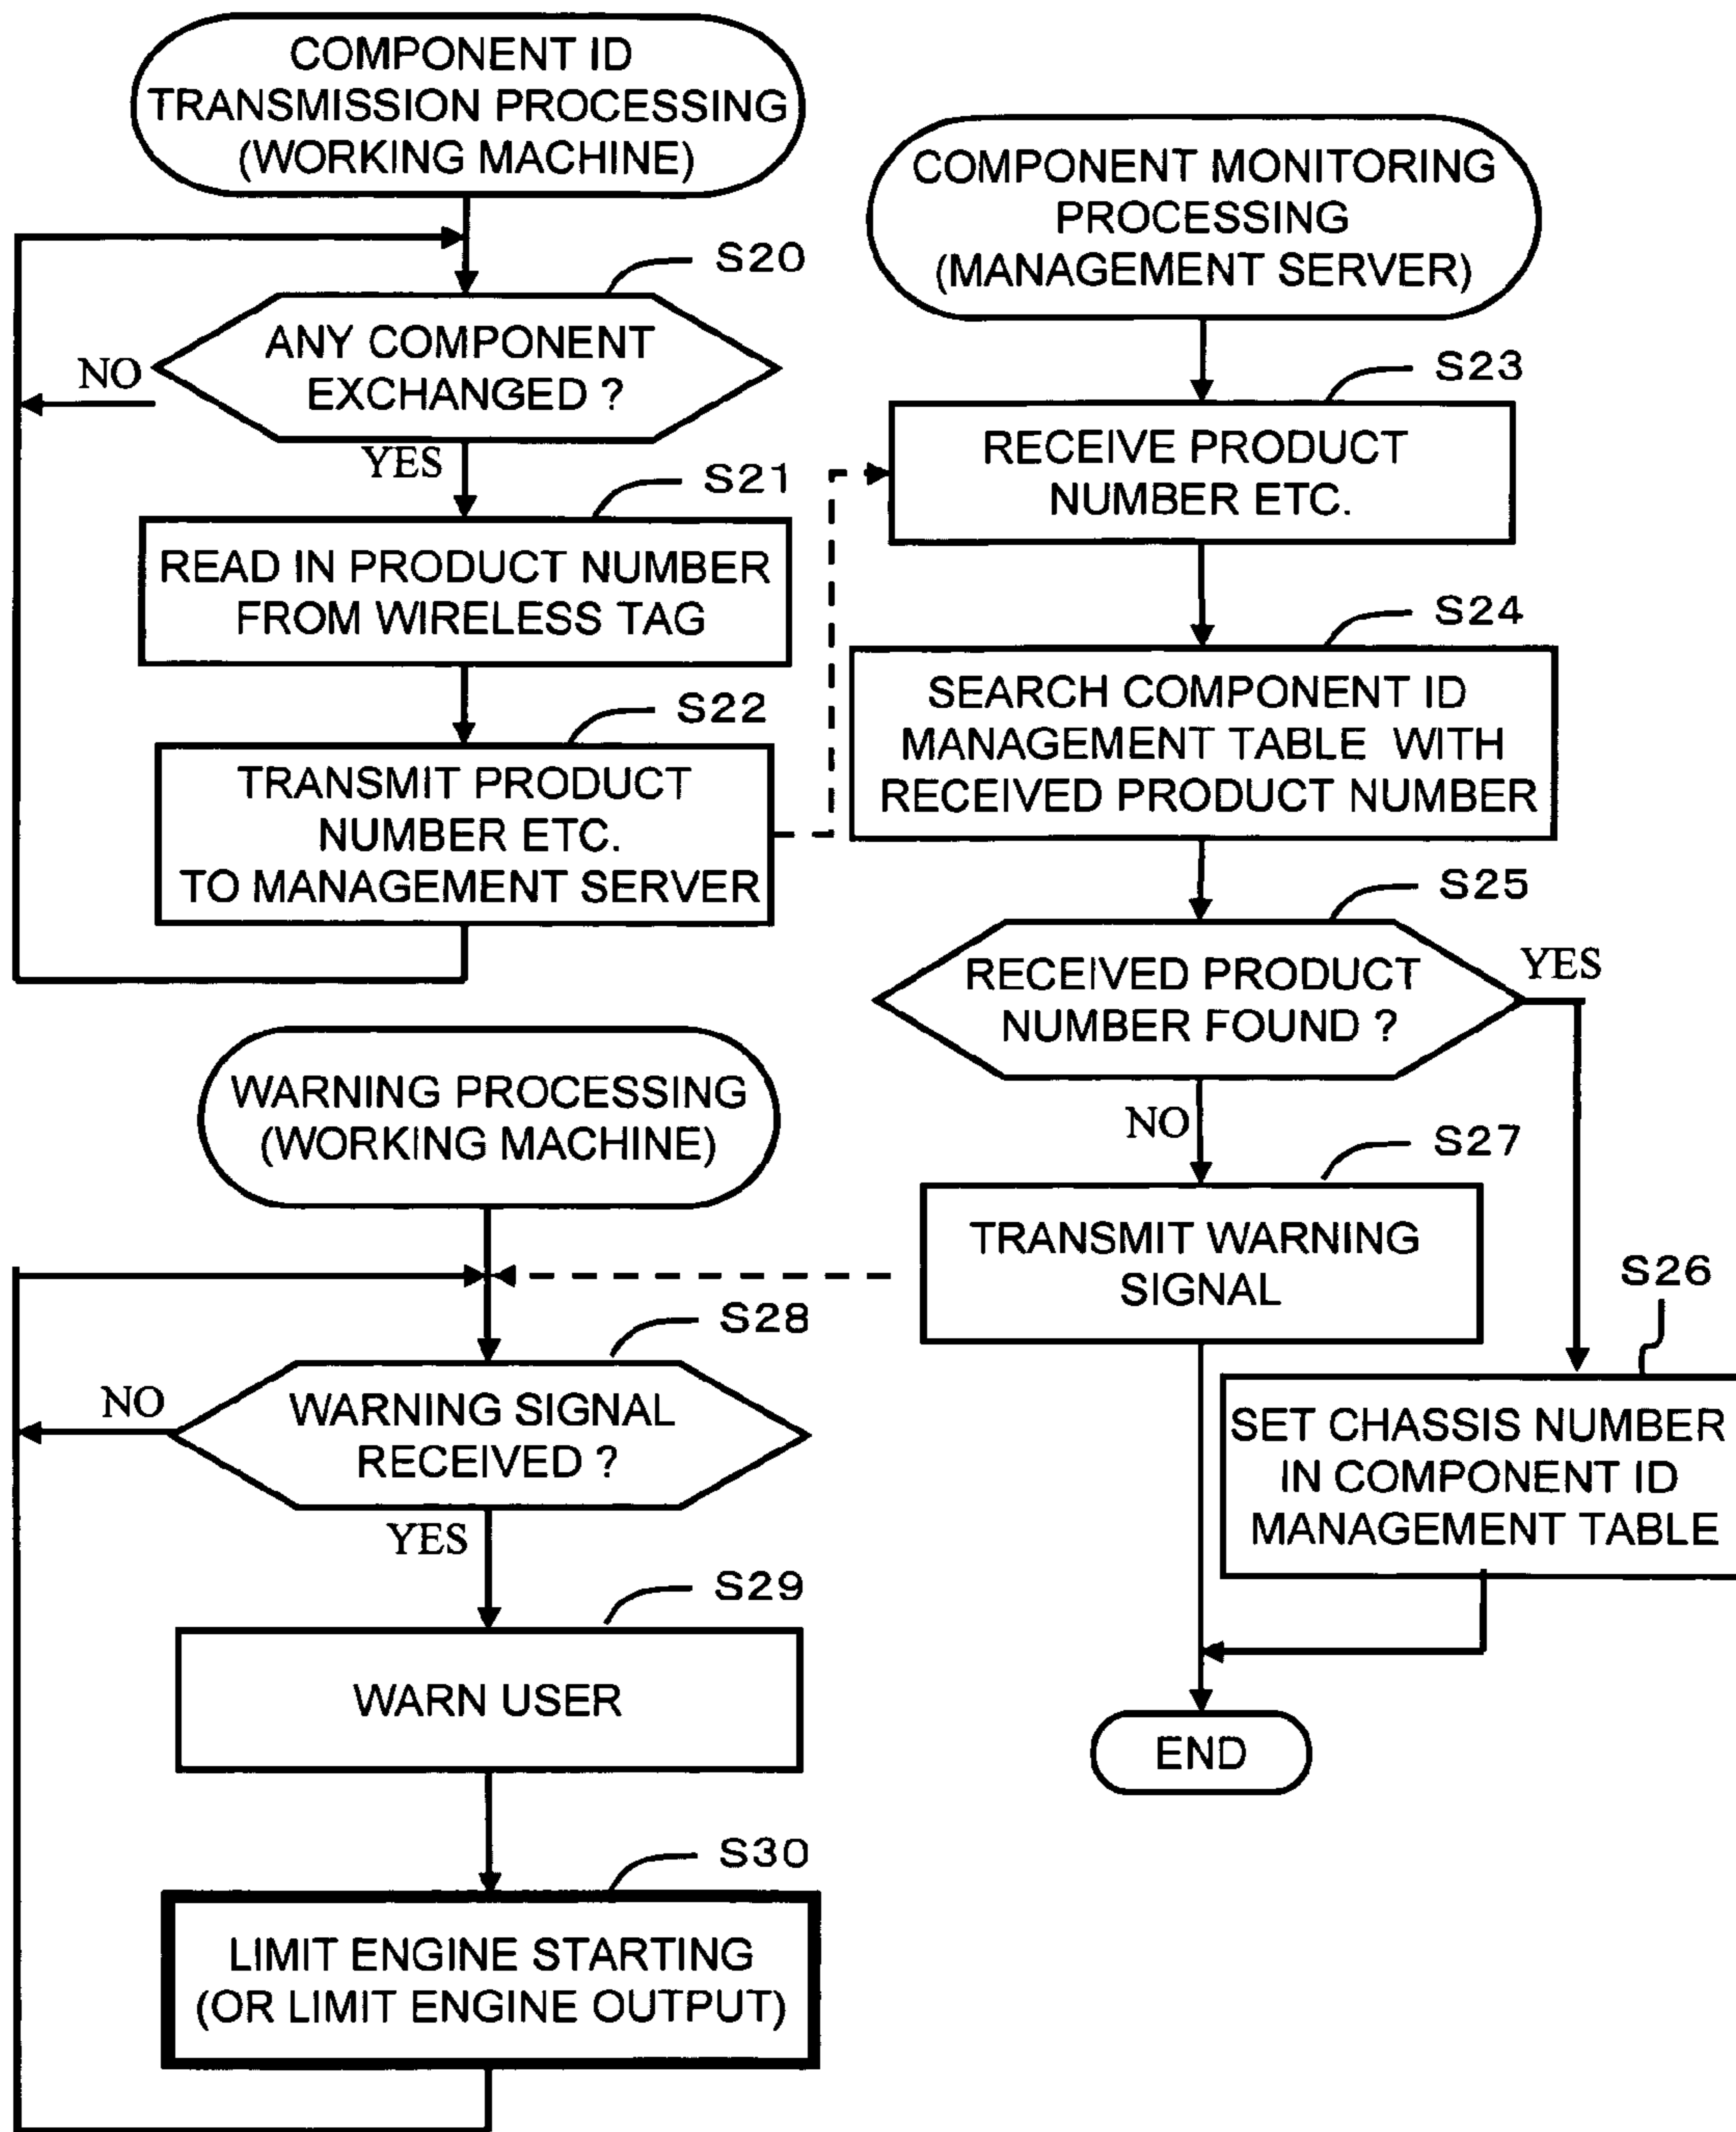 COMPONENT ID
TRANSMISSION PROCESSING
(WORKING MACHINE)
S20
ANY COMPONENT
EXCHANGED ?
NO
YES
S21
READ IN PRODUCT NUMBER
FROM WIRELESS TAG
S22
TRANSMIT PRODUCT
NUMBER ETC.
TO MANAGEMENT SERVER
COMPONENT MONITORING
PROCESSING
(MANAGEMENT SERVER)
S23
RECEIVE PRODUCT
NUMBER ETC.
S24
SEARCH COMPONENT ID
MANAGEMENT TABLE WITH
RECEIVED PRODUCT NUMBER
S25
RECEIVED PRODUCT
NUMBER FOUND ?
YES
NO
S27
TRANSMIT WARNING
SIGNAL
S26
SET CHASSIS NUMBER
IN COMPONENT ID
MANAGEMENT TABLE
END
WARNING PROCESSING
(WORKING MACHINE)
S28
WARNING SIGNAL
RECEIVED ?
NO
YES
S29
WARN USER
S30
LIMIT ENGINE STARTING
(OR LIMIT ENGINE OUTPUT)